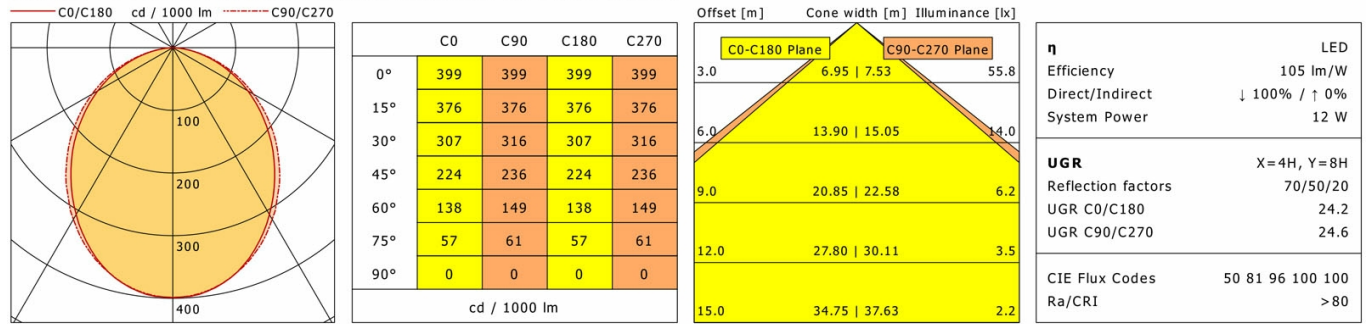 C0/C180 cd / 1000 lm C90/C270
100
200
300
400
C0 C90 C180 C270
0° 399 399 399 399
15° 376 376 376 376
30° 307 316 307 316
45° 224 236 224 236
60° 138 149 138 149
75° 57 61 57 61
90° 0 0 0 0
cd / 1000 lm
Offset [m] Cone width [m] Illuminance [lx]
C0-C180 Plane C90-C270 Plane
3.0 6.95 | 7.53 55.8
6.0 13.90 | 15.05 14.0
9.0 20.85 | 22.58 6.2
12.0 27.80 | 30.11 3.5
15.0 34.75 | 37.63 2.2
η LED
Efficiency 105 lm/W
Direct/Indirect ↓ 100% / ↑ 0%
System Power 12 W
UGR X=4H, Y=8H
Reflection factors 70/50/20
UGR C0/C180 24.2
UGR C90/C270 24.6
CIE Flux Codes 50 81 96 100 100
Ra/CRI >80